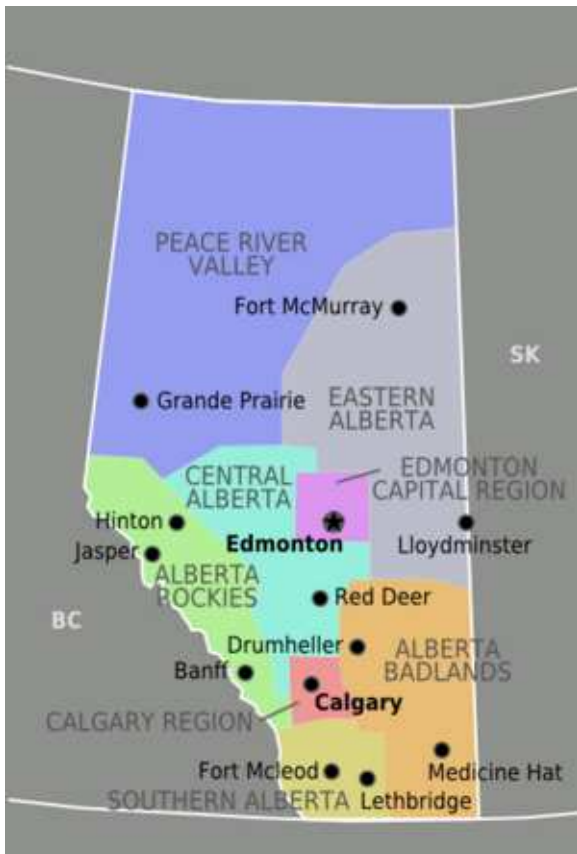 PEACE RIVER
VALLEY
Fort McMurray
SK
Grande Prairie
EASTERN
ALBERTA
CENTRAL
ALBERTA
EDMONTON
CAPITAL REGION
Hinton
Edmonton
Lloydminster
Jasper
ALBERTA
ROCKIES
Red Deer
BC
Drumheller
ALBERTA
BADLANDS
Banff
Calgary
CALGARY REGION
Fort Mcleod
Medicine Hat
SOUTHERN ALBERTA
Lethbridge